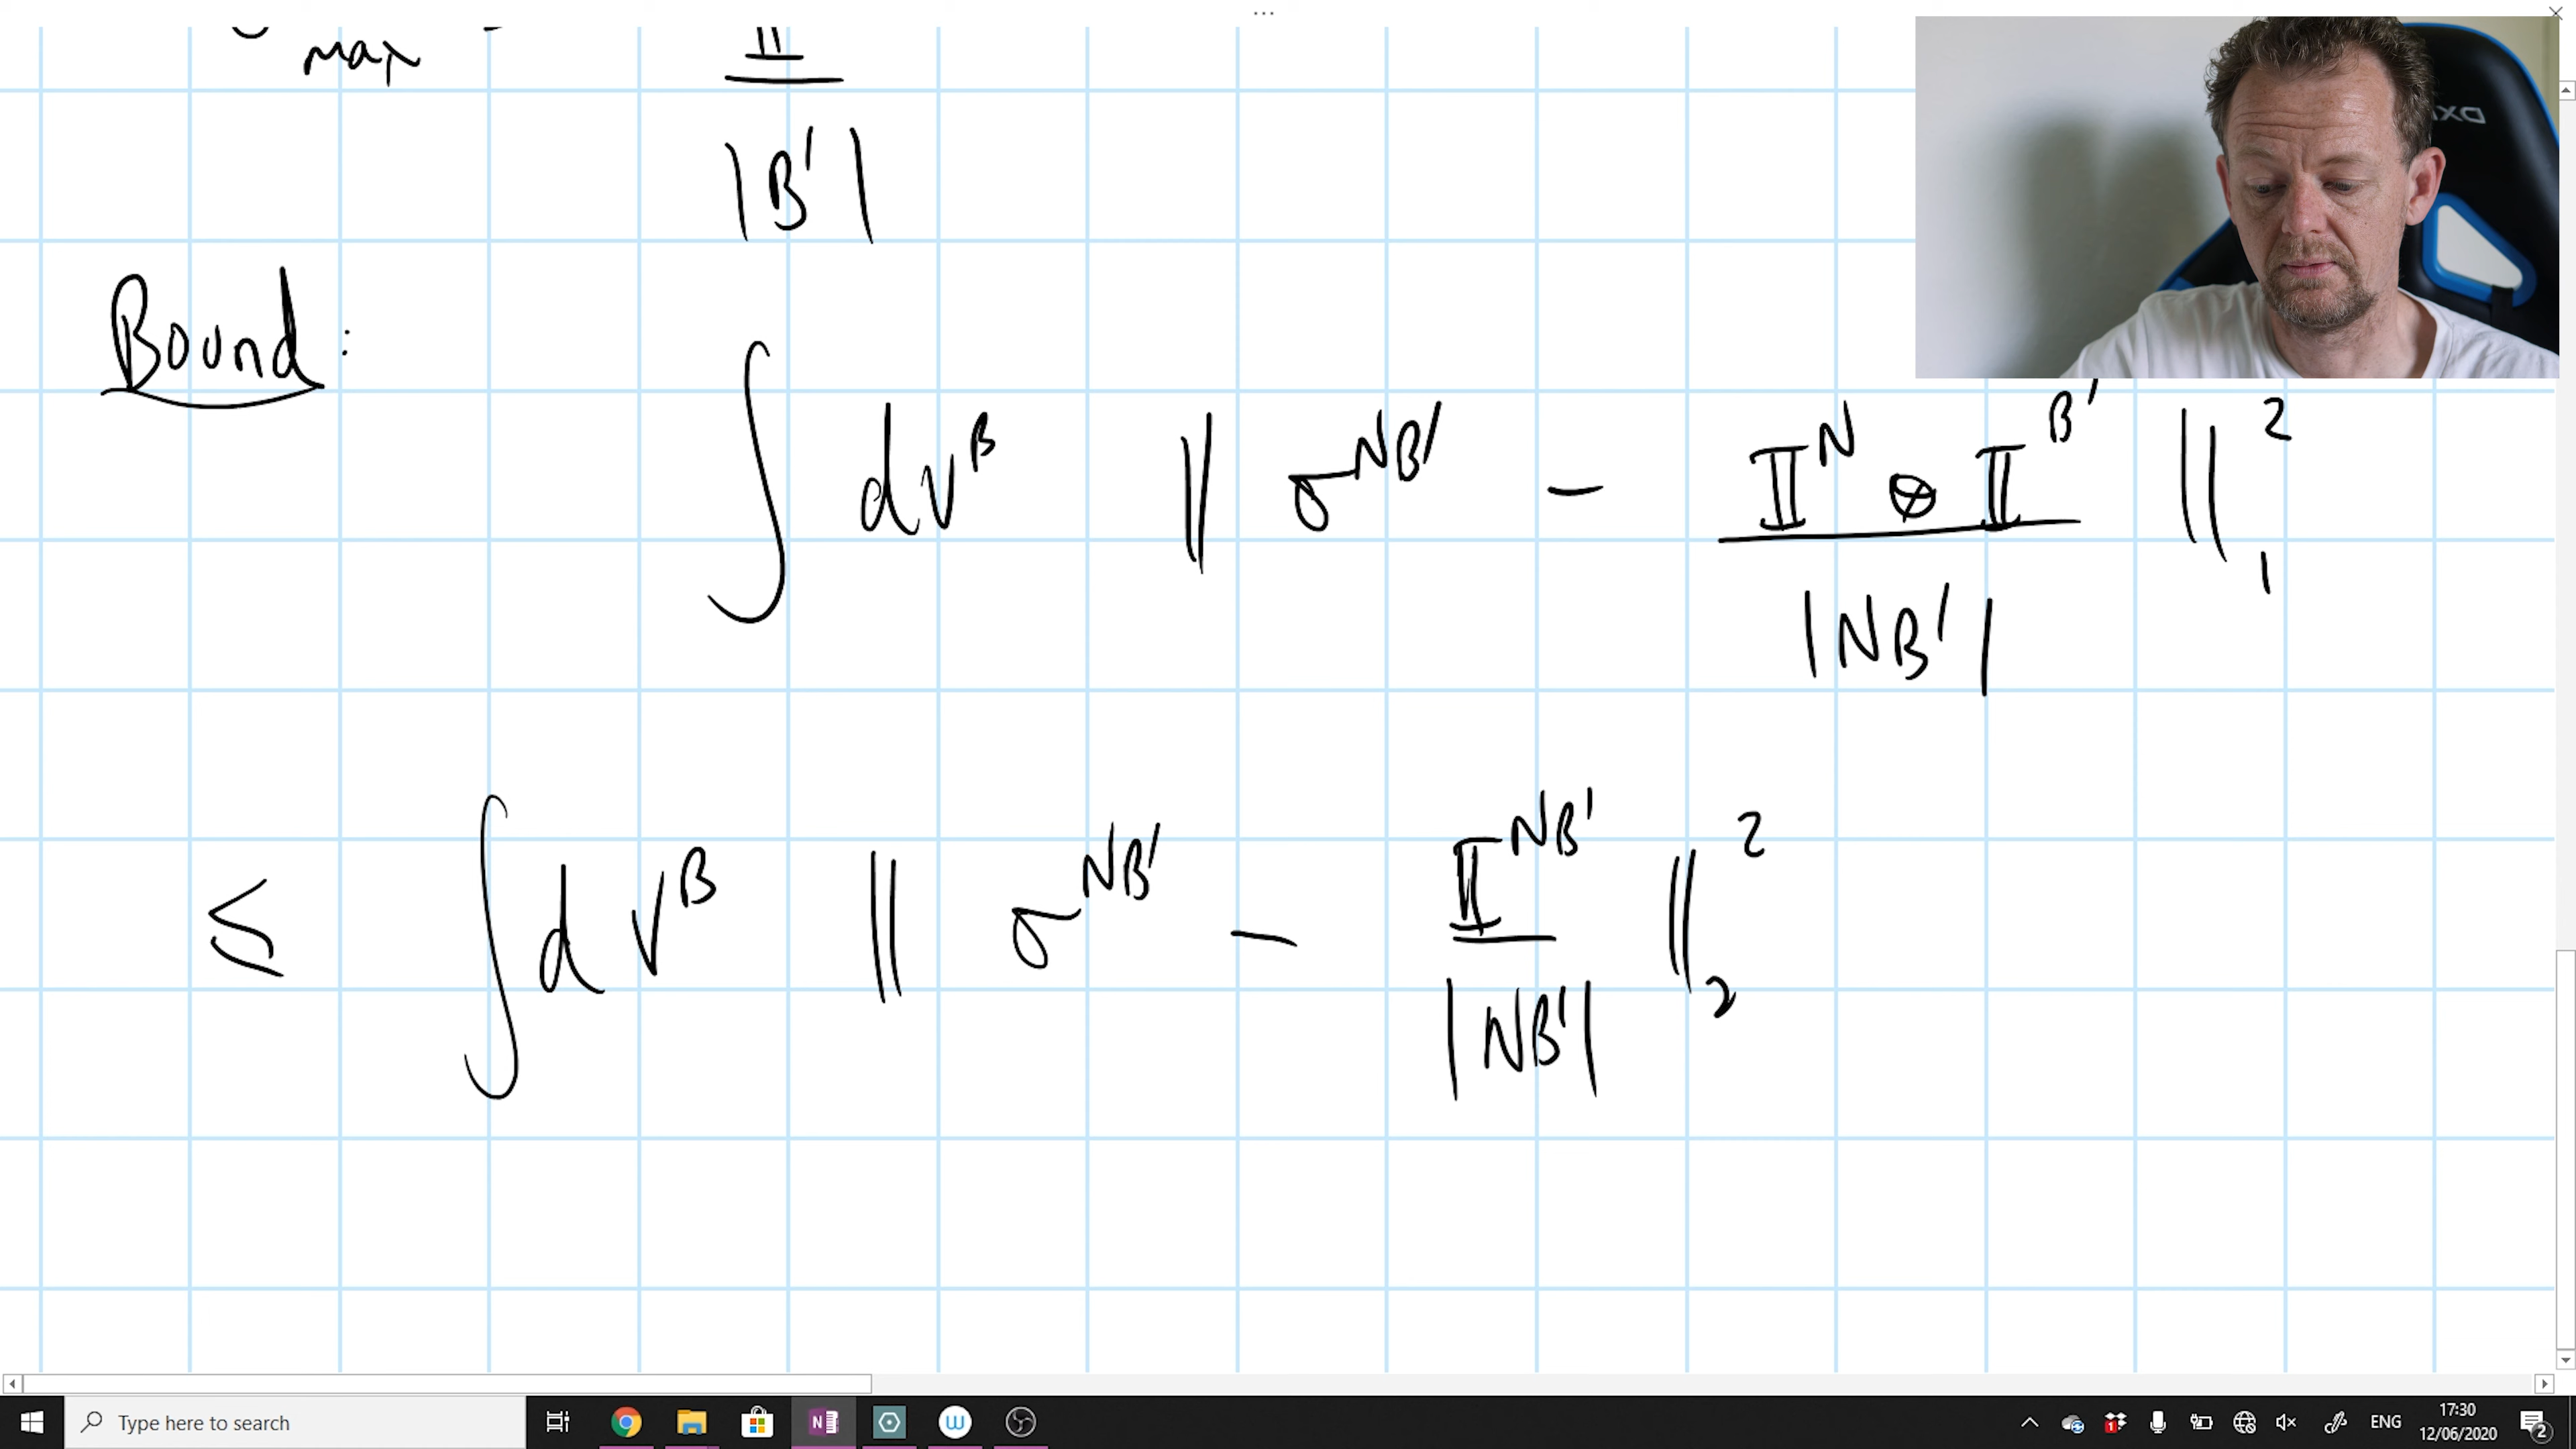 max = 𝕀
|B'|
Bound:
∫ dV^B ‖ σ^{NB'} − 𝕀^N ⊗ 𝕀^{B'} / |NB'| ‖_1^2
≤ ∫ dV^B ‖ σ^{NB'} − 𝕀^{NB'} / |NB'| ‖_2^2
DX
Type here to search
ENG
17:30
12/06/2020